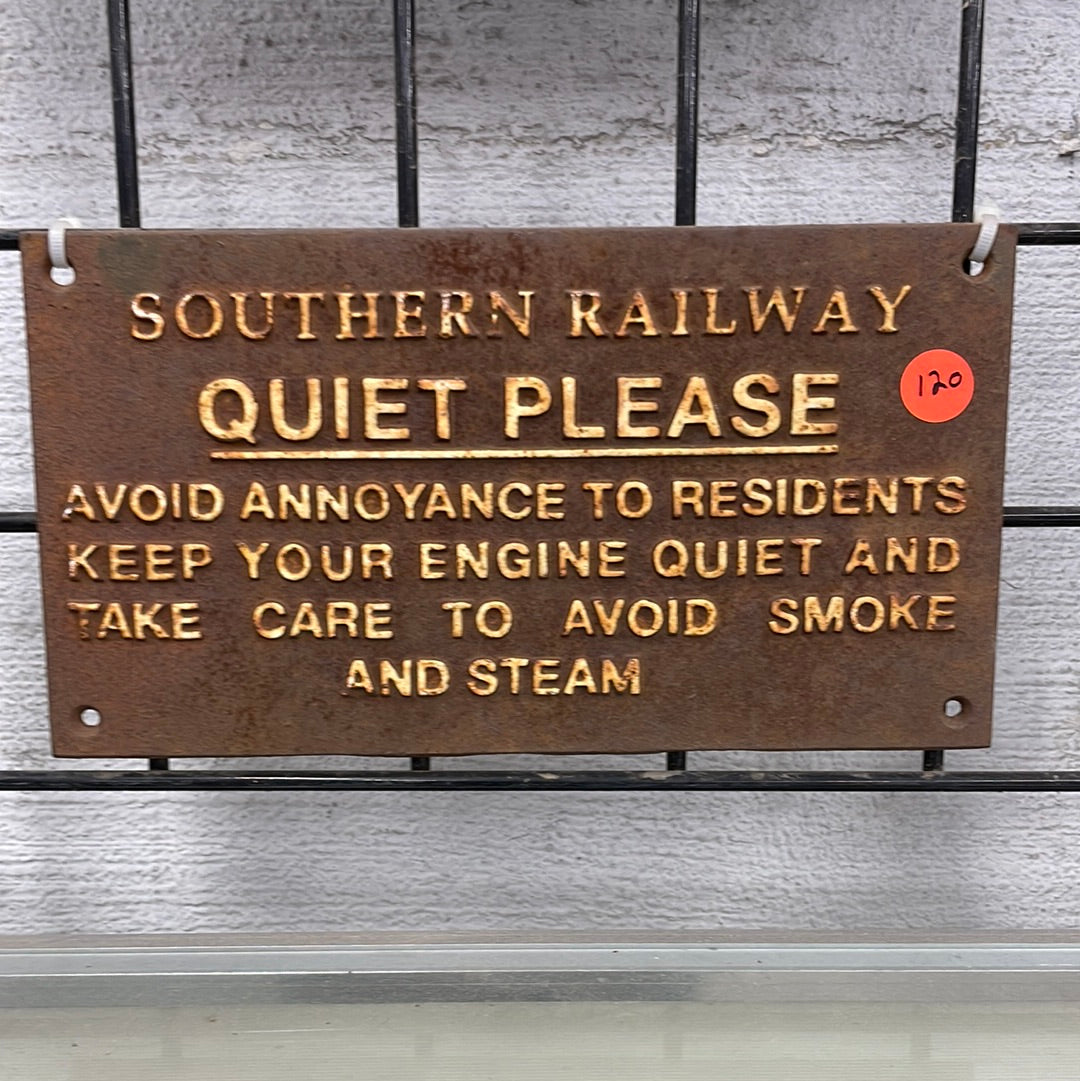 SOUTHERN RAILWAY
QUIET PLEASE
120
AVOID ANNOYANCE TO RESIDENTS
KEEP YOUR ENGINE QUIET AND
TAKE CARE TO AVOID SMOKE
AND STEAM